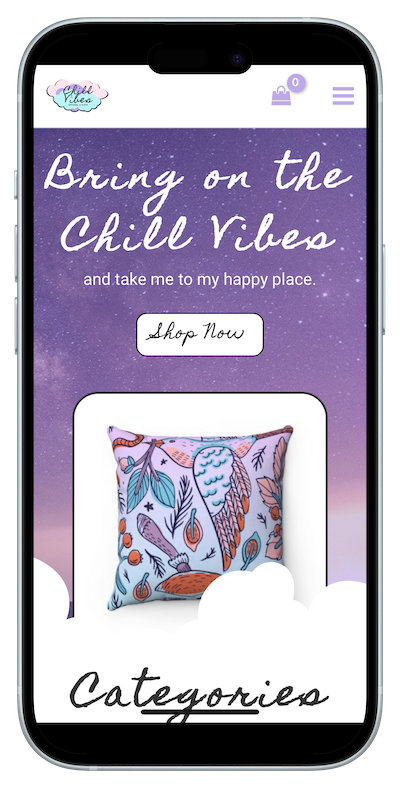 Chill
Vibes
0
Bring on the
Chill Vibes
and take me to my happy place.
Shop Now
Categories